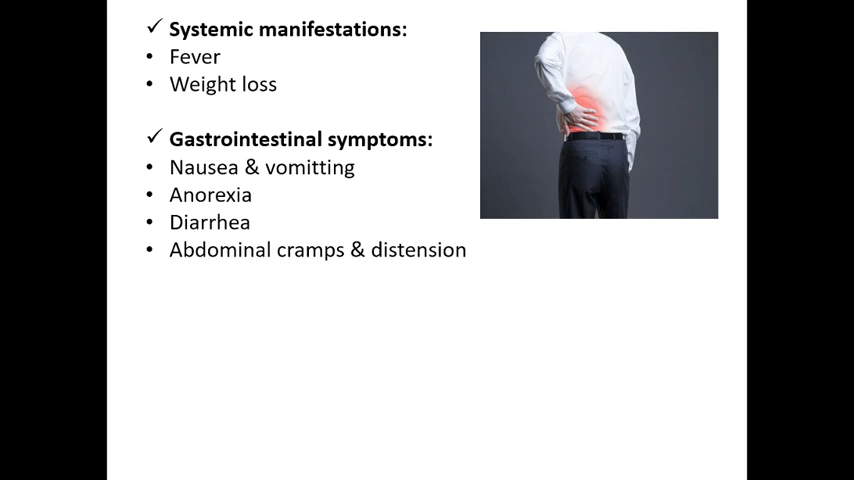 ✓ Systemic manifestations:
• Fever
• Weight loss
✓ Gastrointestinal symptoms:
• Nausea & vomitting
• Anorexia
• Diarrhea
• Abdominal cramps & distension